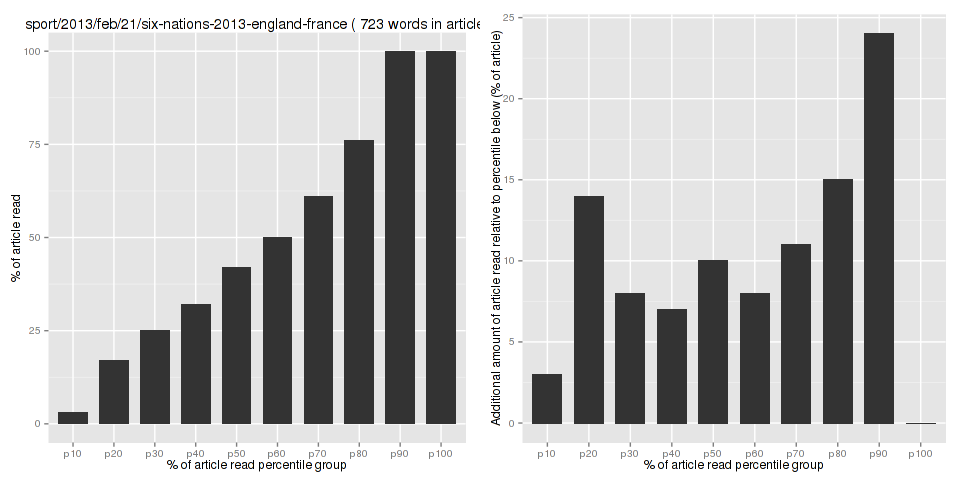 sport/2013/feb/21/six-nations-2013-england-france ( 723 words in article
% of article read
100
75
50
25
0
p10 p20 p30 p40 p50 p60 p70 p80 p90 p100
% of article read percentile group
Additional amount of article read relative to percentile below (% of article)
25
20
15
10
5
0
p10 p20 p30 p40 p50 p60 p70 p80 p90 p100
% of article read percentile group